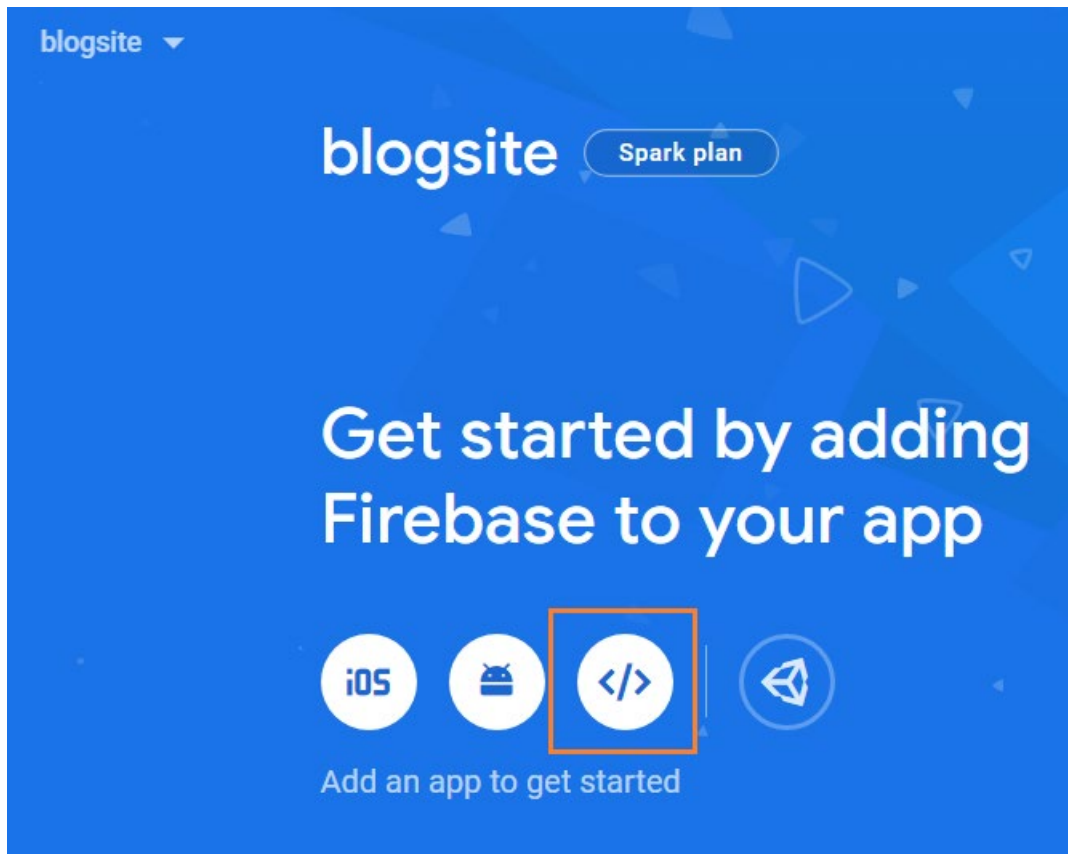 blogsite
blogsite Spark plan
Get started by adding
Firebase to your app
iOS </>
Add an app to get started